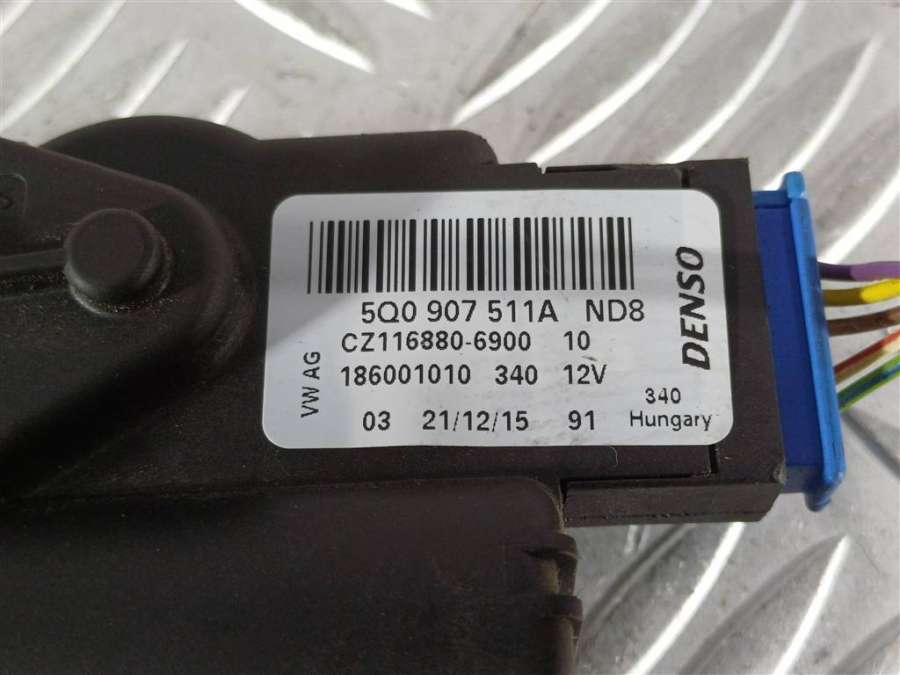 5Q0 907 511A ND8
CZ116880-6900 10
186001010 340 12V
03 21/12/15 91
340
Hungary
VW AG
DENSO